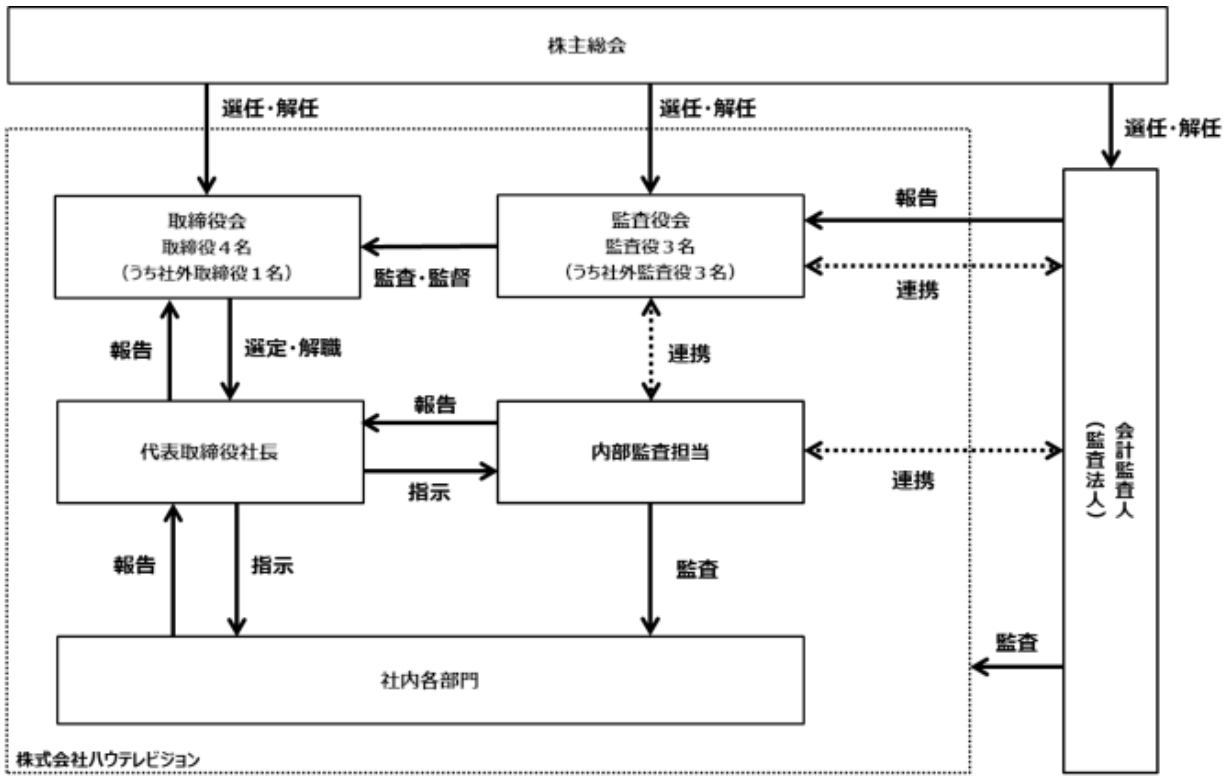 株主総会
選任・解任
選任・解任
選任・解任
取締役会
取締役４名
（うち社外取締役１名）
監査・監督
監査役会
監査役３名
（うち社外監査役３名）
報告
連携
報告
選定・解職
連携
代表取締役社長
報告
指示
内部監査担当
連携
会計監査人
（監査法人）
報告
指示
監査
監査
社内各部門
株式会社ハウテレビジョン